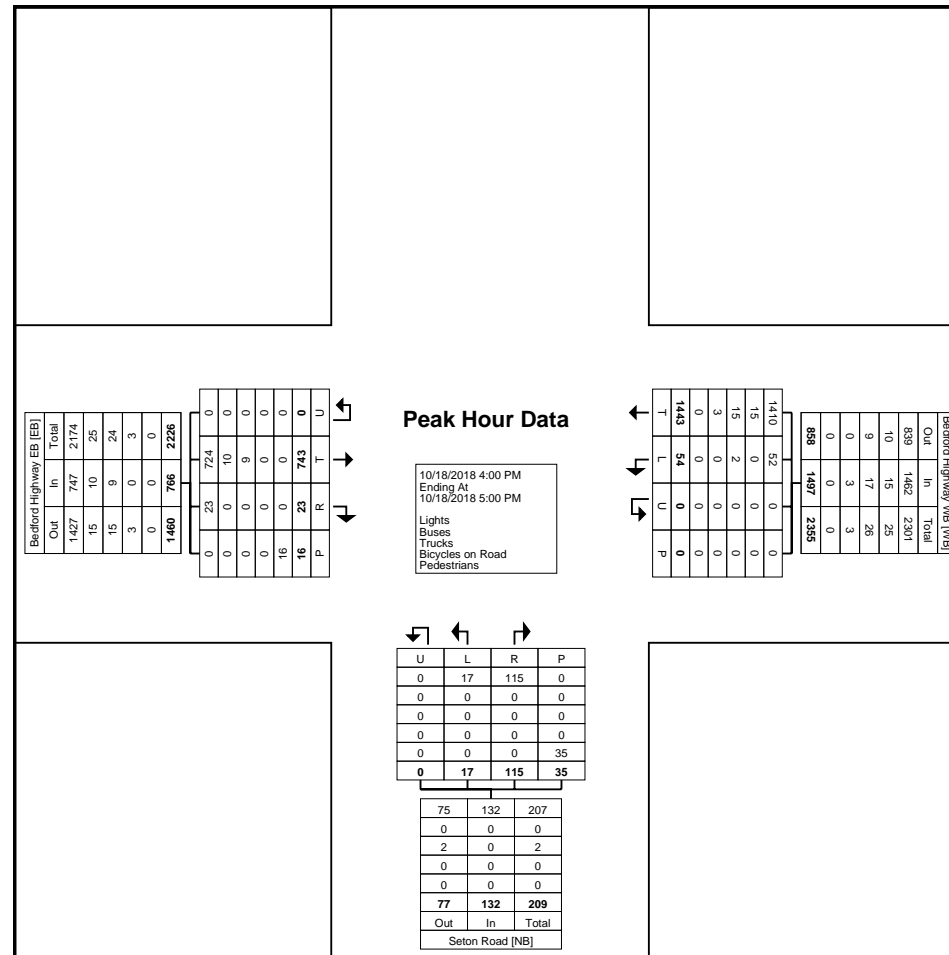 Peak Hour Data
10/18/2018 4:00 PM
Ending At
10/18/2018 5:00 PM
Lights
Buses
Trucks
Bicycles on Road
Pedestrians
Bedford Highway EB [EB]
Total In Out
2174 747 1427
25 10 15
24 9 15
3 0 3
0 0 0
2226 766 1460
0 724 23 0
0 10 0 0
0 9 0 0
0 0 0 0
0 0 0 16
0 743 23 16
U T R P
Bedford Highway WB [WB]
Out In Total
839 1462 2301
10 15 25
9 17 26
0 3 3
0 0 0
858 1497 2355
1410 52 0 0
15 0 0 0
15 2 0 0
3 0 0 0
0 0 0 0
1443 54 0 0
T L U P
U L R P
0 17 115 0
0 0 0 0
0 0 0 0
0 0 0 0
0 0 0 35
0 17 115 35
75 132 207
0 0 0
2 0 2
0 0 0
0 0 0
77 132 209
Out In Total
Seton Road [NB]